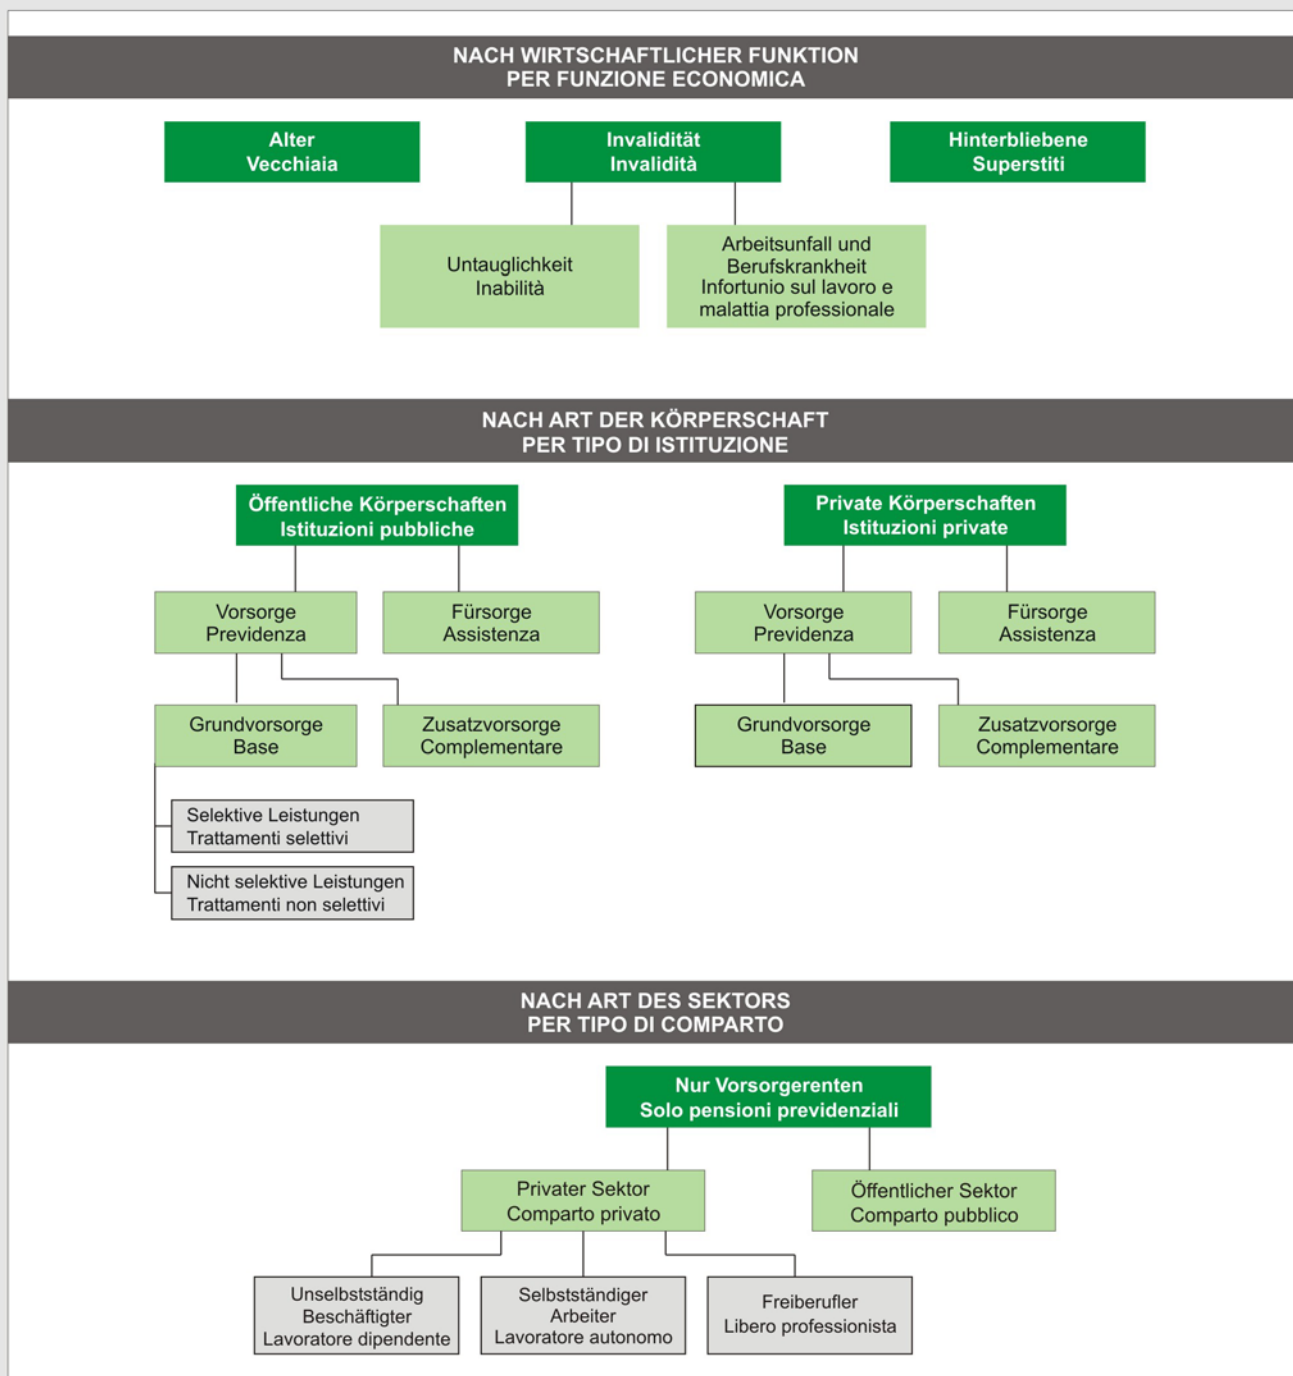 NACH WIRTSCHAFTLICHER FUNKTION
PER FUNZIONE ECONOMICA
Alter
Vecchiaia
Invalidität
Invalidità
Hinterbliebene
Superstiti
Untauglichkeit
Inabilità
Arbeitsunfall und
Berufskrankheit
Infortunio sul lavoro e
malattia professionale
NACH ART DER KÖRPERSCHAFT
PER TIPO DI ISTITUZIONE
Öffentliche Körperschaften
Istituzioni pubbliche
Private Körperschaften
Istituzioni private
Vorsorge
Previdenza
Fürsorge
Assistenza
Vorsorge
Previdenza
Fürsorge
Assistenza
Grundvorsorge
Base
Zusatzvorsorge
Complementare
Grundvorsorge
Base
Zusatzvorsorge
Complementare
Selektive Leistungen
Trattamenti selettivi
Nicht selektive Leistungen
Trattamenti non selettivi
NACH ART DES SEKTORS
PER TIPO DI COMPARTO
Nur Vorsorgerenten
Solo pensioni previdenziali
Privater Sektor
Comparto privato
Öffentlicher Sektor
Comparto pubblico
Unselbstständig
Beschäftigter
Lavoratore dipendente
Selbstständiger
Arbeiter
Lavoratore autonomo
Freiberufler
Libero professionista